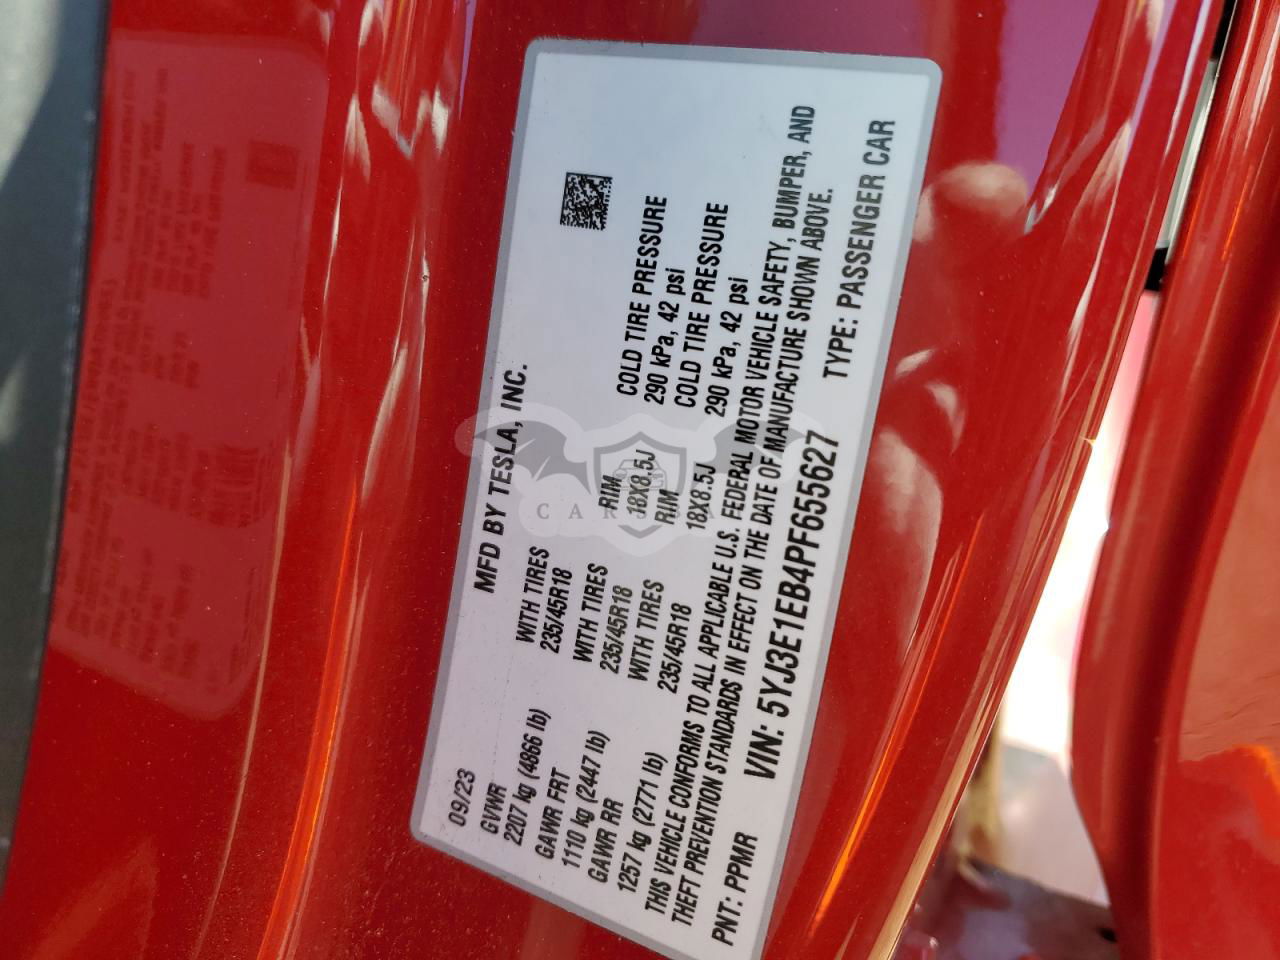 MFD BY TESLA, INC.
09/23
GVWR
2207 kg (4866 lb)
GAWR FRT
1110 kg (2447 lb)
GAWR RR
1257 kg (2771 lb)
WITH TIRES
235/45R18
WITH TIRES
235/45R18
WITH TIRES
235/45R18
RIM
18X8.5J
RIM
18X8.5J
COLD TIRE PRESSURE
290 kPa, 42 psi
COLD TIRE PRESSURE
290 kPa, 42 psi
THIS VEHICLE CONFORMS TO ALL APPLICABLE U.S. FEDERAL MOTOR VEHICLE SAFETY, BUMPER, AND
THEFT PREVENTION STANDARDS IN EFFECT ON THE DATE OF MANUFACTURE SHOWN ABOVE.
PNT: PPMR VIN: 5YJ3E1EB4PF655627 TYPE: PASSENGER CAR